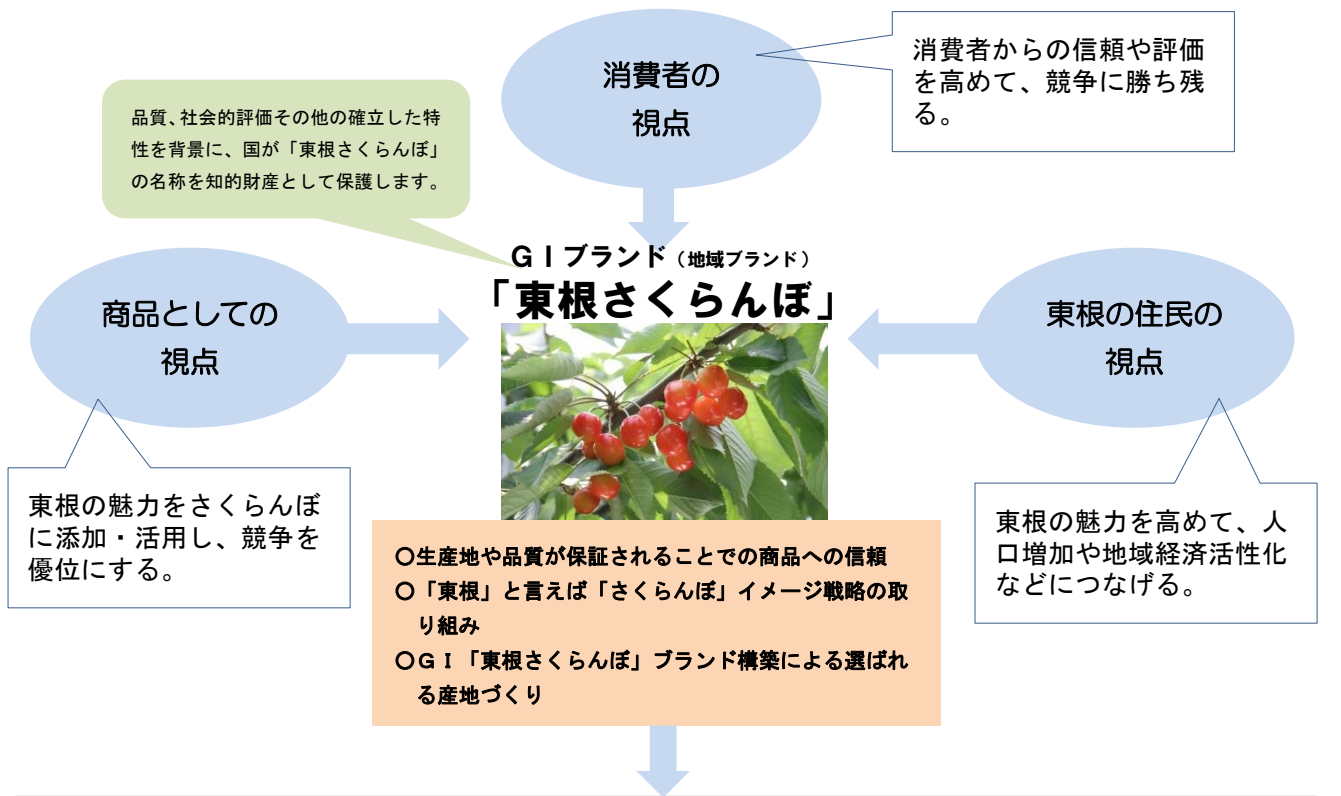 消費者の
視点
消費者からの信頼や評価
を高めて、競争に勝ち残
る。
品質、社会的評価その他の確立した特
性を背景に、国が「東根さくらんぼ」
の名称を知的財産として保護します。
ＧＩブランド（地域ブランド）
「東根さくらんぼ」
商品としての
視点
東根の住民の
視点
東根の魅力をさくらんぼ
に添加・活用し、競争を
優位にする。
東根の魅力を高めて、人
口増加や地域経済活性化
などにつなげる。
〇生産地や品質が保証されることでの商品への信頼
〇「東根」と言えば「さくらんぼ」イメージ戦略の取
り組み
〇ＧＩ「東根さくらんぼ」ブランド構築による選ばれ
る産地づくり